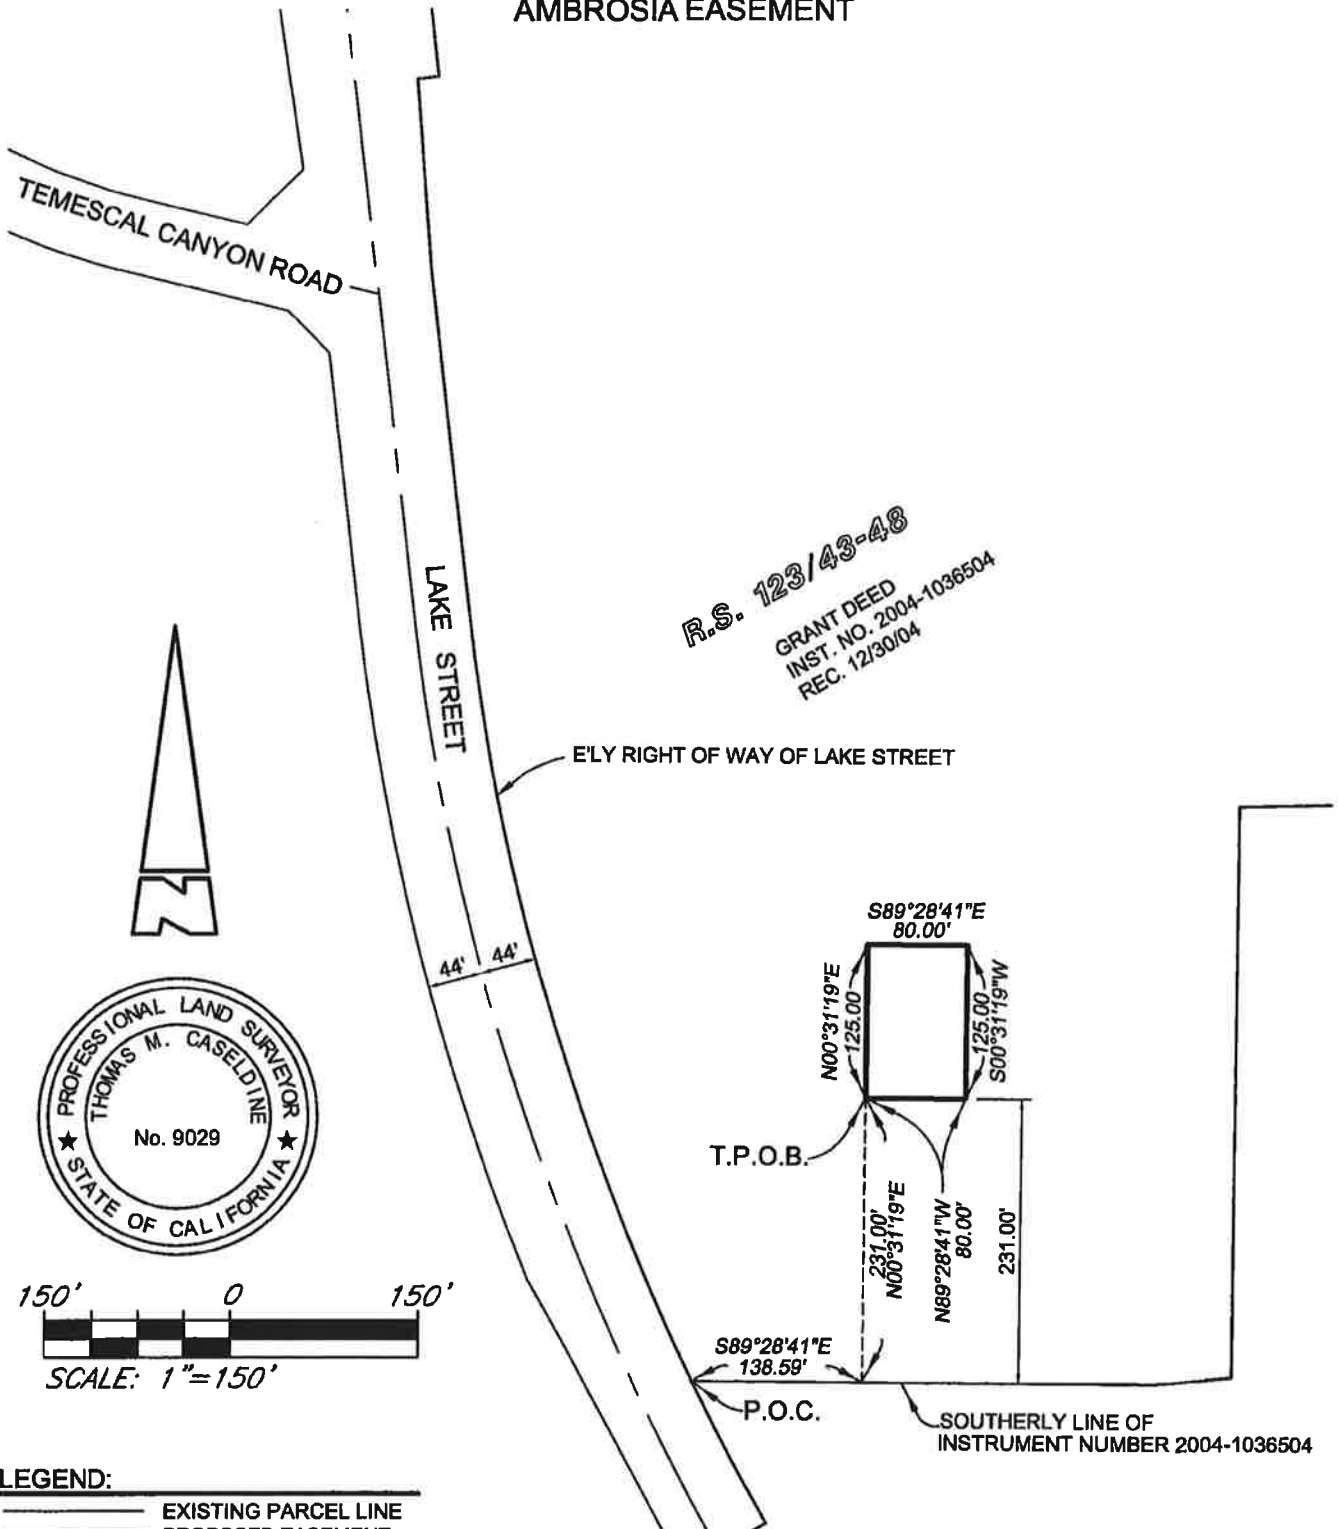 AMBROSIA EASEMENT
TEMESCAL CANYON ROAD
LAKE STREET
R.S. 123/43-48
GRANT DEED
INST. NO. 2004-1036504
REC. 12/30/04
E'LY RIGHT OF WAY OF LAKE STREET
N
44' 44'
S89°28'41"E
80.00'
N00°31'19"E
125.00
125.00
S00°31'19"W
T.P.O.B.
231.00'
N00°31'19"E
N89°28'41"W
80.00'
231.00'
S89°28'41"E
138.59'
P.O.C.
SOUTHERLY LINE OF
INSTRUMENT NUMBER 2004-1036504
PROFESSIONAL LAND SURVEYOR
THOMAS M. CASELDINE
No. 9029
STATE OF CALIFORNIA
150' 0 150'
SCALE: 1"=150'
LEGEND:
EXISTING PARCEL LINE
PROPOSED EASEMENT